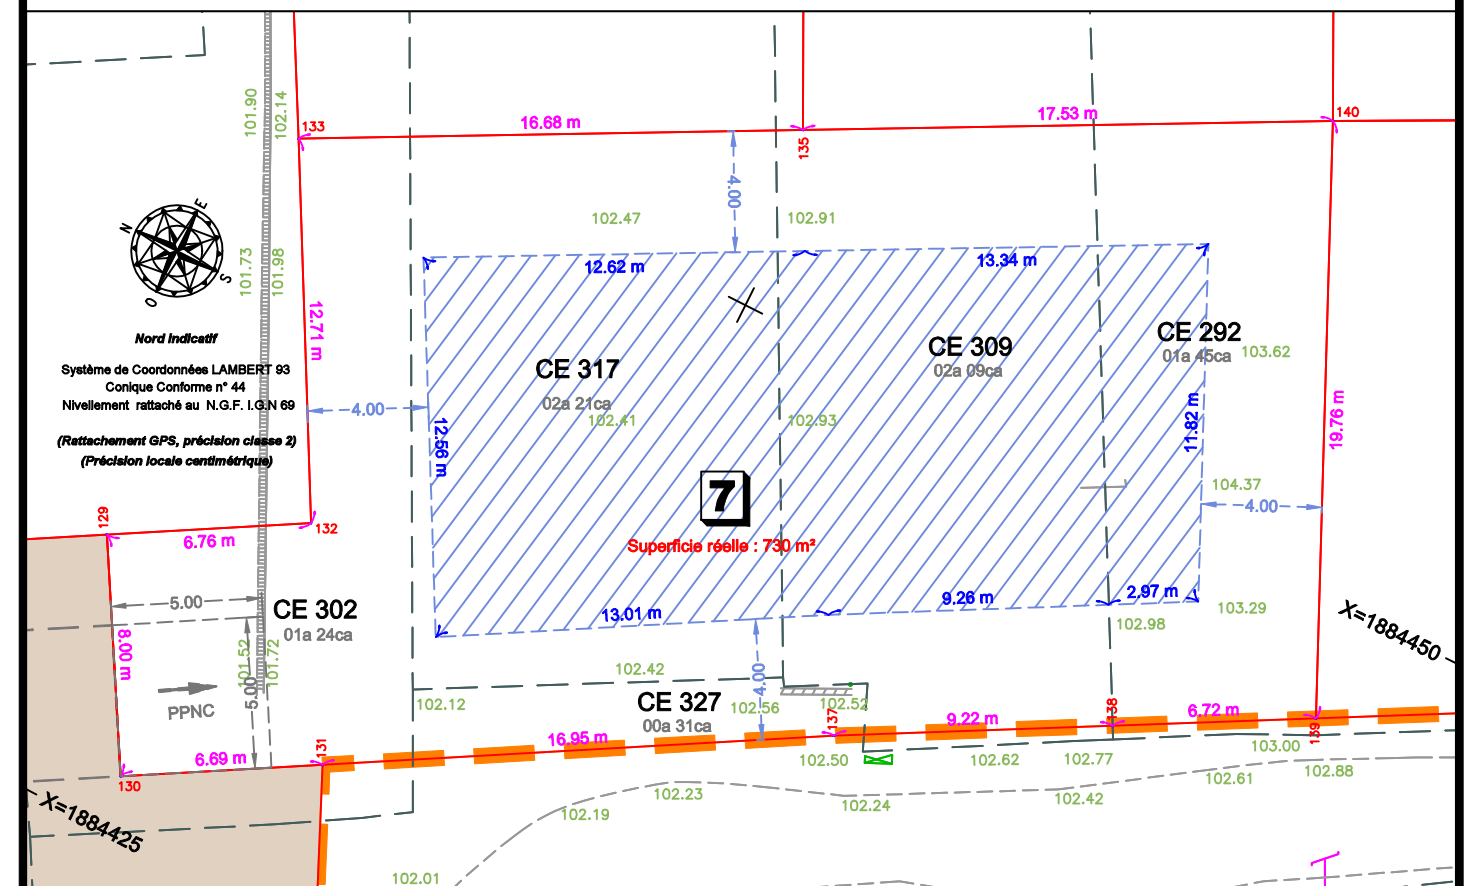 16.68 m
17.53 m
133
135
140
101.90
102.14
4.00
102.47
102.91
N
E
S
O
101.73
101.98
12.62 m
13.34 m
Nord Indicatif
Système de Coordonnées LAMBERT 93
Conique Conforme n° 44
Nivellement rattaché au N.G.F. I.G.N 69
(Rattachement GPS, précision classe 2)
(Précision locale centimétrique)
12.71 m
CE 317
02a 21ca
102.41
CE 309
02a 09ca
102.93
CE 292
01a 45ca
103.62
4.00
12.56 m
11.82 m
19.76 m
7
Superficie réelle : 730 m²
104.37
4.00
129
132
6.76 m
5.00
CE 302
01a 24ca
13.01 m
9.26 m
2.97 m
103.29
102.98
X=1884450
8.00 m
101.52
101.72
5.00
PPNC
102.42
4.00
102.12
CE 327
00a 31ca
102.56
102.52
137
138
139
16.95 m
9.22 m
6.72 m
131
6.69 m
130
102.50
102.62
102.77
103.00
102.61
102.88
X=1884425
102.19
102.23
102.24
102.42
102.01